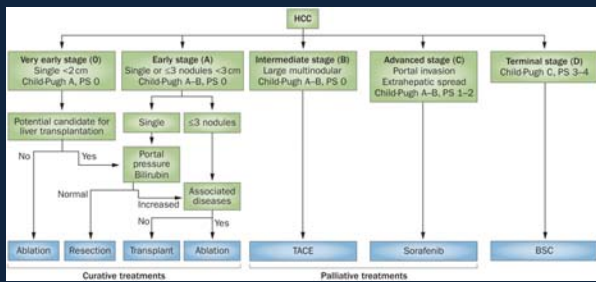 HCC
Very early stage (0)
Single <2cm
Child-Pugh A, PS 0
Early stage (A)
Single or ≤3 nodules <3cm
Child-Pugh A–B, PS 0
Intermediate stage (B)
Large multinodular
Child-Pugh A–B, PS 0
Advanced stage (C)
Portal invasion
Extrahepatic spread
Child-Pugh A–B, PS 1–2
Terminal stage (D)
Child-Pugh C, PS 3–4
Potential candidate for
liver transplantation
Single
≤3 nodules
No
Yes
Portal
pressure
Bilirubin
Normal
Increased
Associated
diseases
No
Yes
Ablation
Resection
Transplant
Ablation
TACE
Sorafenib
BSC
Curative treatments
Palliative treatments